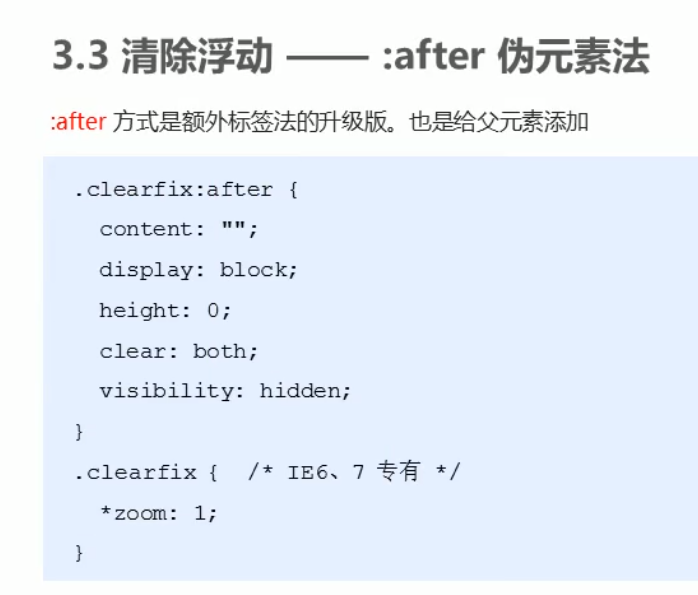 3.3 清除浮动 —— :after 伪元素法
:after 方式是额外标签法的升级版。也是给父元素添加
.clearfix:after {
  content: "";
  display: block;
  height: 0;
  clear: both;
  visibility: hidden;
}
.clearfix {  /* IE6、7 专有 */
  *zoom: 1;
}